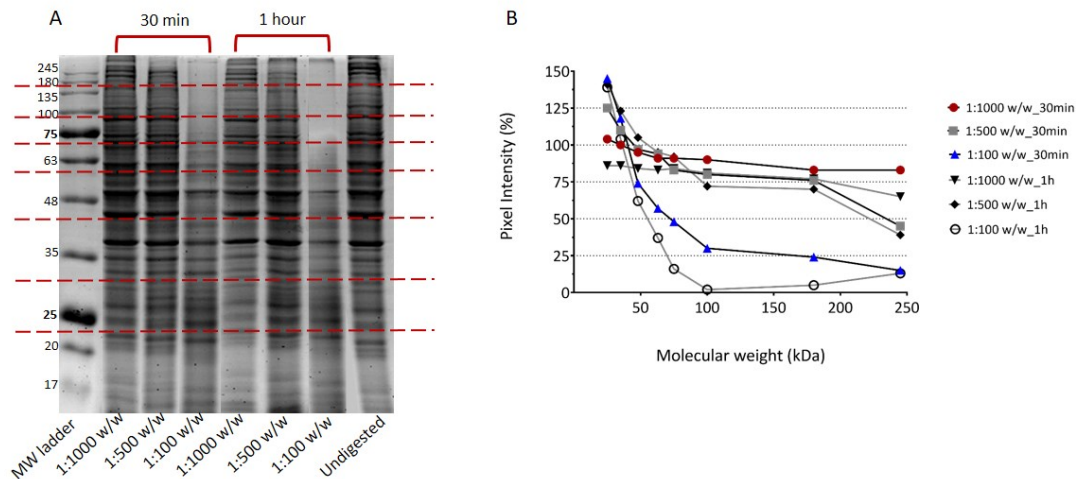 A
30 min
1 hour
245
180
135
100
75
63
48
35
25
20
17
MW ladder
1:1000 w/w
1:500 w/w
1:100 w/w
1:1000 w/w
1:500 w/w
1:100 w/w
Undigested
B
Pixel Intensity (%)
150
125
100
75
50
25
0
50
100
150
200
250
Molecular weight (kDa)
1:1000 w/w_30min
1:500 w/w_30min
1:100 w/w_30min
1:1000 w/w_1h
1:500 w/w_1h
1:100 w/w_1h